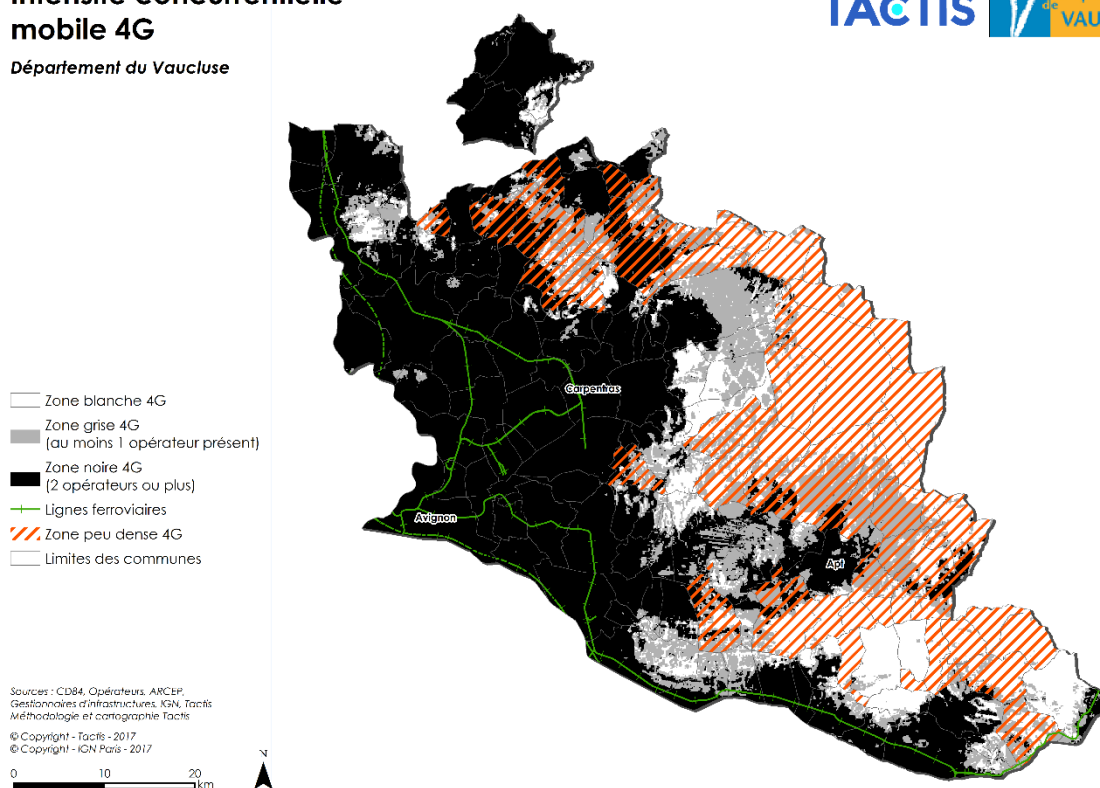 mobile 4G
Département du Vaucluse
TACTIS
de
VAU
Carpentras
Avignon
Apt
Zone blanche 4G
Zone grise 4G
(au moins 1 opérateur présent)
Zone noire 4G
(2 opérateurs ou plus)
Lignes ferroviaires
Zone peu dense 4G
Limites des communes
Sources : CD84, Opérateurs, ARCEP,
Gestionnaires d'infrastructures, IGN, Tactis
Méthodologie et cartographie Tactis
© Copyright - Tactis - 2017
© Copyright - IGN Paris - 2017
0 10 20
km
N